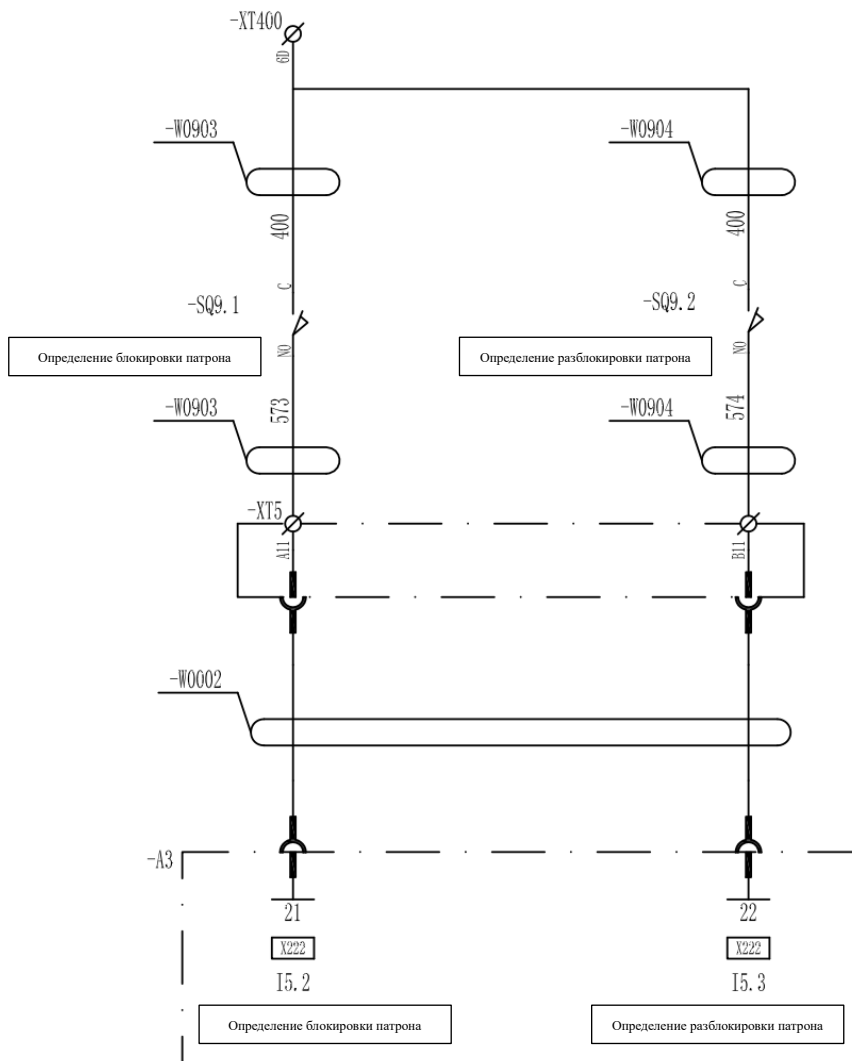 -XT400
6D
-W0903
-W0904
400
400
C
C
-SQ9.1
-SQ9.2
Определение блокировки патрона
Определение разблокировки патрона
NO
NO
573
574
-W0903
-W0904
-XT5
A11
B11
-W0002
-A3
21
22
X222
X222
I5.2
I5.3
Определение блокировки патрона
Определение разблокировки патрона